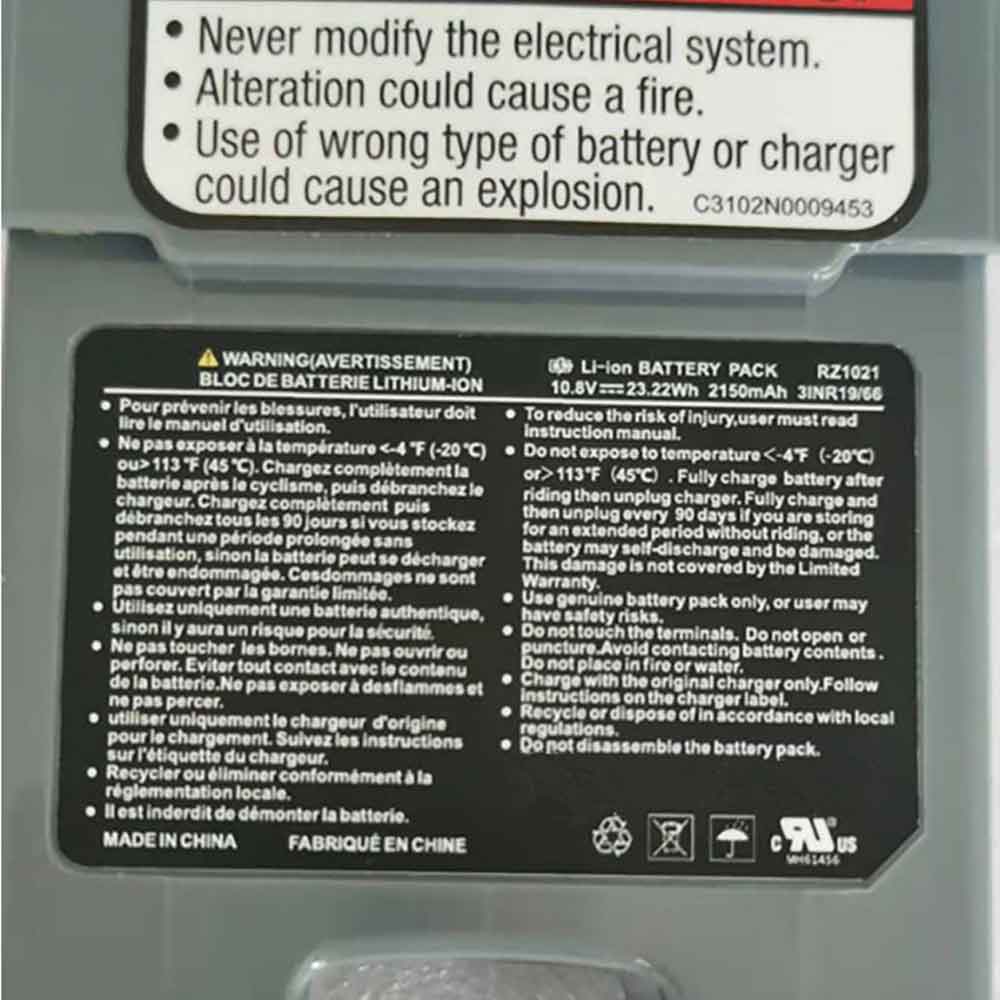 • Never modify the electrical system.
• Alteration could cause a fire.
• Use of wrong type of battery or charger
could cause an explosion. C3102N0009453
WARNING(AVERTISSEMENT)
BLOC DE BATTERIE LITHIUM-ION
• Pour prévenir les blessures, l'utilisateur doit
lire le manuel d'utilisation.
• Ne pas exposer à la température <-4 °F (-20 °C)
ou> 113 °F (45 °C). Chargez complètement la
batterie après le cyclisme, puis débranchez le
chargeur. Chargez complètement puis
débranchez tous les 90 jours si vous stockez
pendant une période prolongée sans
utilisation, sinon la batterie peut se décharger
et être endommagée. Cesdommages ne sont
pas couvert par la garantie limitée.
• Utilisez uniquement une batterie authentique,
sinon il y aura un risque pour la sécurité.
• Ne pas toucher les bornes. Ne pas ouvrir ou
perforer. Eviter tout contact avec le contenu
de la batterie.Ne pas exposer à desflammes et
ne pas percer.
• utiliser uniquement le chargeur d'origine
pour le chargement. Suivez les instructions
sur l'étiquette du chargeur.
• Recycler ou éliminer conformément à la
réglementation locale.
• Il est inderdit de démonter la batterie.
MADE IN CHINA FABRIQUÉ EN CHINE
Li-ion BATTERY PACK RZ1021
10.8V⎓23.22Wh 2150mAh 3INR19/66
• To reduce the risk of injury,user must read
instruction manual.
• Do not expose to temperature <-4°F (-20°C)
or> 113°F (45°C) . Fully charge battery after
riding then unplug charger. Fully charge and
then unplug every 90 days if you are storing
for an extended period without riding, or the
battery may self-discharge and be damaged.
This damage is not covered by the Limited
Warranty.
• Use genuine battery pack only, or user may
have safety risks.
• Do not touch the terminals. Do not open or
puncture.Avoid contacting battery contents.
Do not place in fire or water.
• Charge with the original charger only.Follow
instructions on the charger label.
• Recycle or dispose of in accordance with local
regulations.
• Do not disassemble the battery pack.
c RU US
MH61456